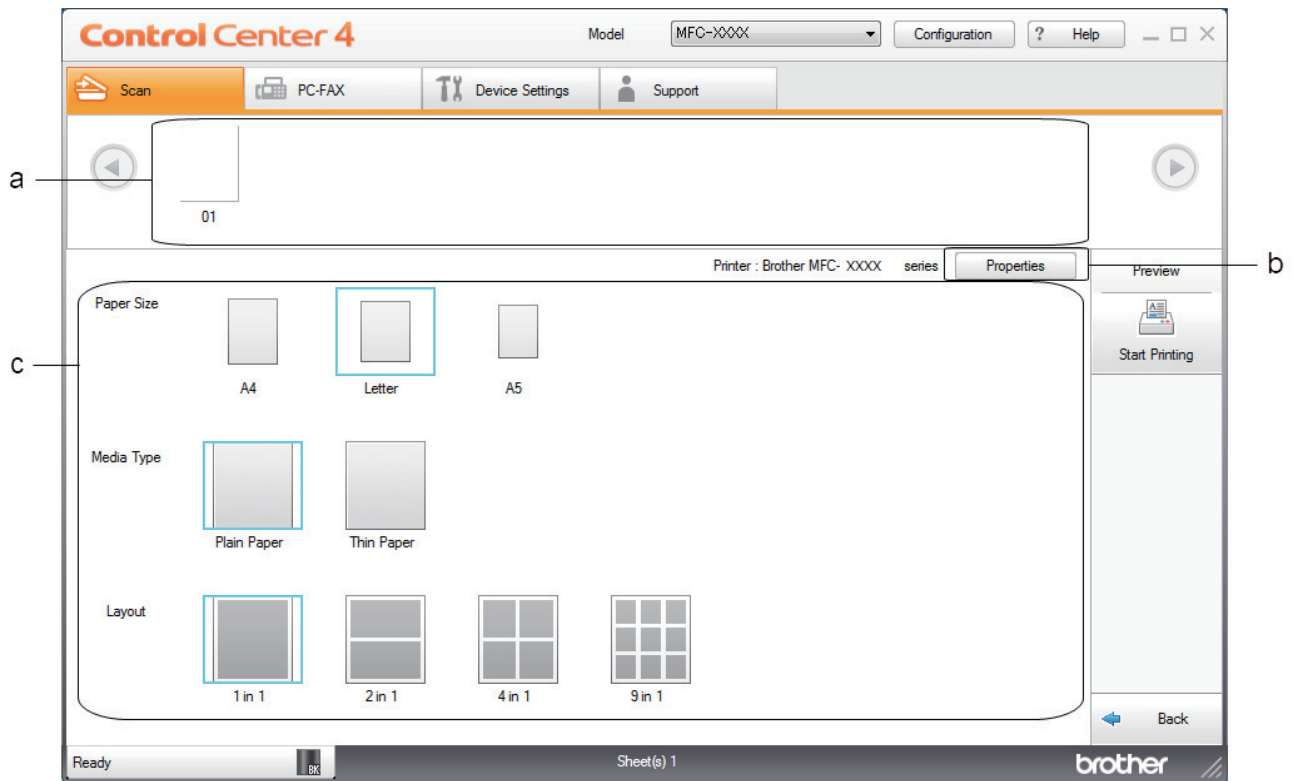 Control Center 4 Model MFC-XXXX Configuration ? Help
Scan PC-FAX Device Settings Support
a
01
Printer : Brother MFC- XXXX series Properties
b
Preview
Start Printing
c
Paper Size
A4 Letter A5
Media Type
Plain Paper Thin Paper
Layout
1 in 1 2 in 1 4 in 1 9 in 1
Back
Ready BK Sheet(s) 1 brother